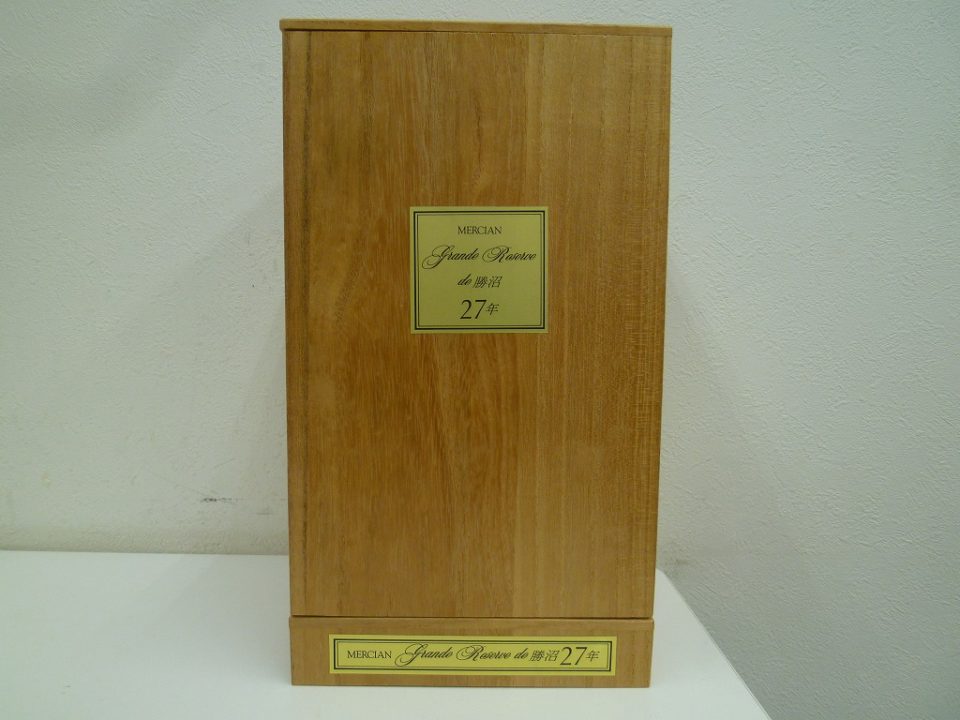 MERCIAN
Grande Reserve
de 勝沼
27年
MERCIAN Grande Reserve de 勝沼 27年